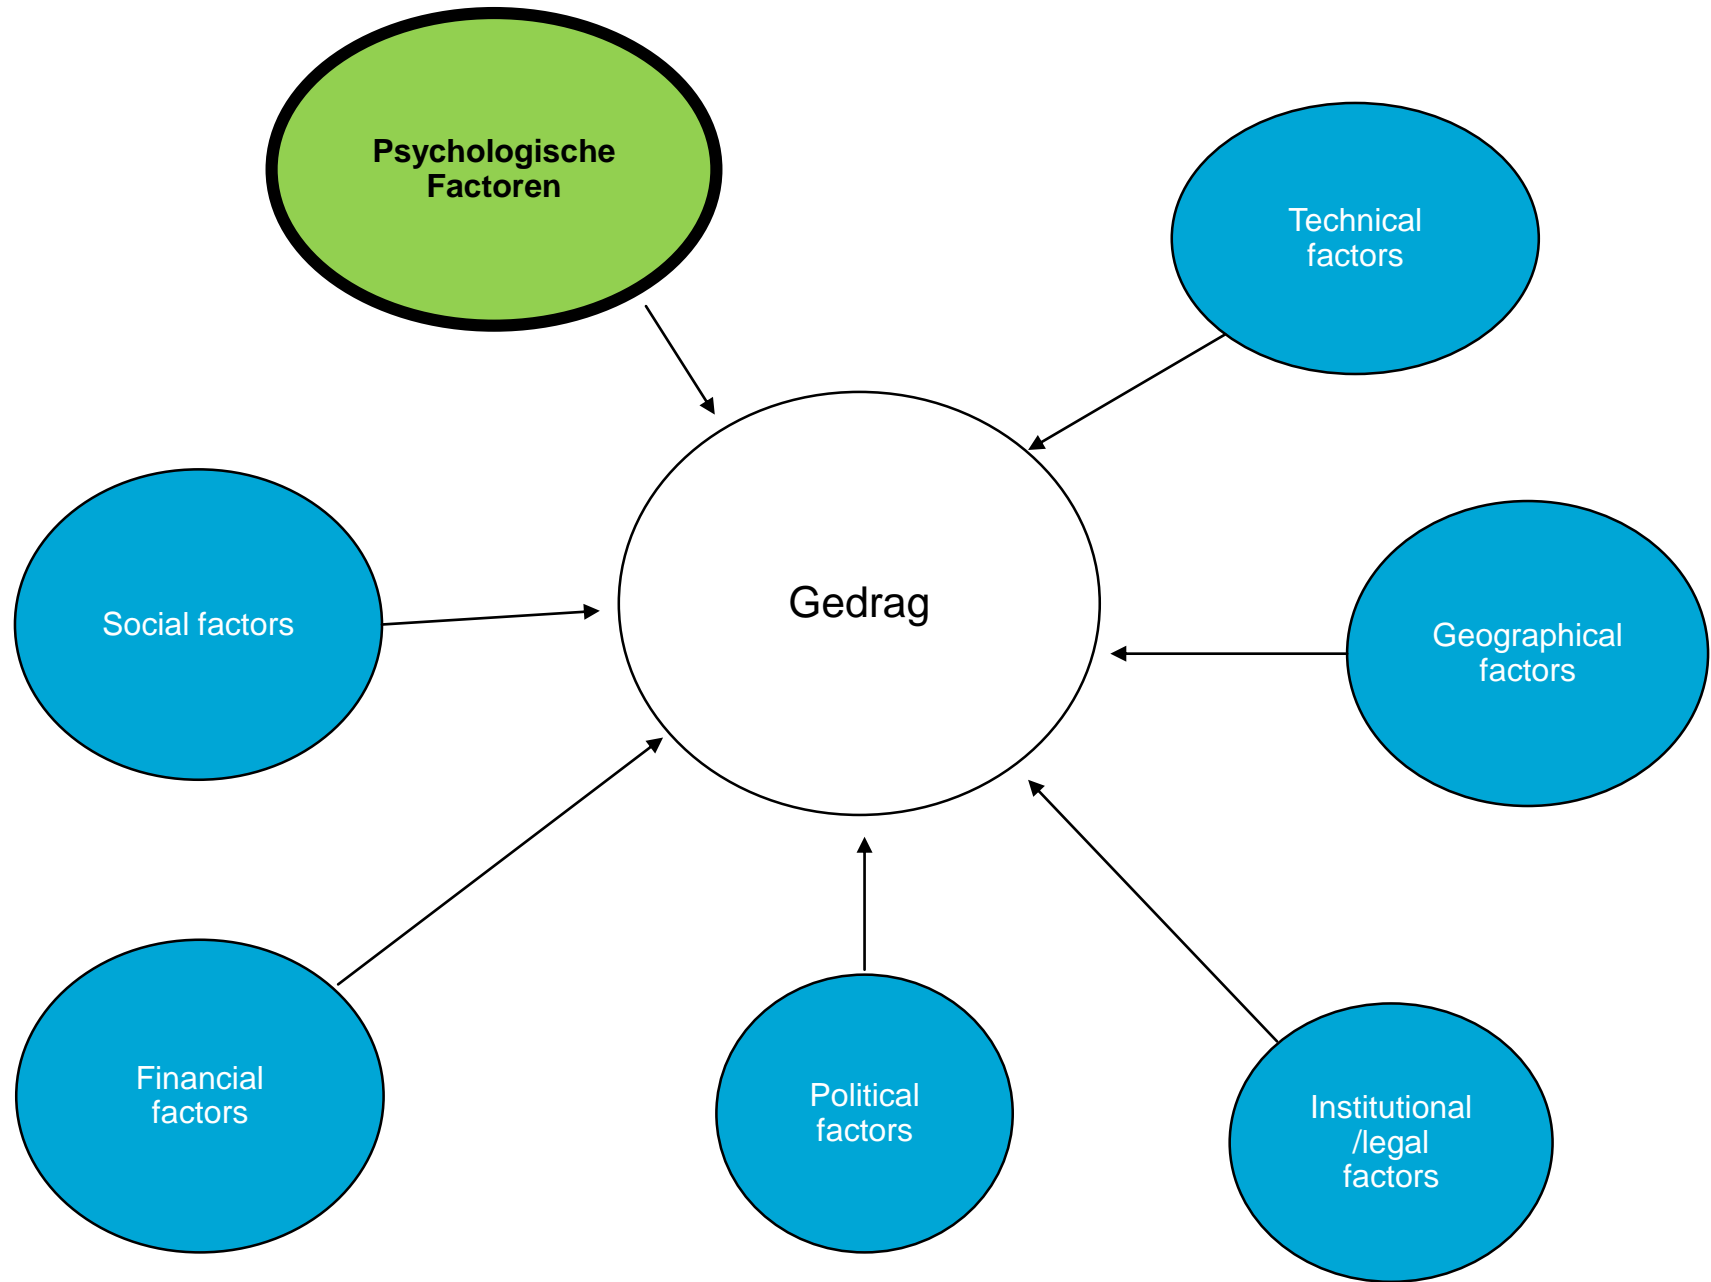 Psychologische
Factoren
Technical
factors
Gedrag
Social factors
Geographical
factors
Financial
factors
Political
factors
Institutional
/legal
factors